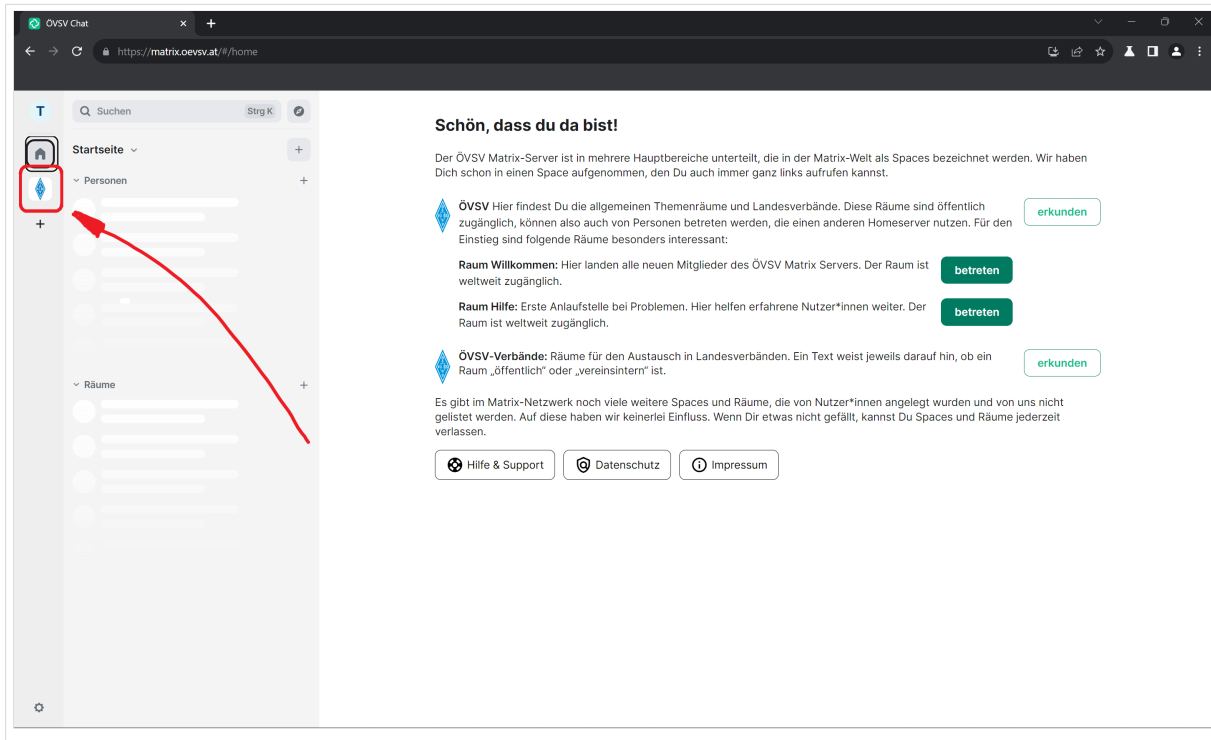 ÖVSV Chat
https://matrix.oevsv.at/#/home
T
Suchen
Strg K
Startseite
Personen
Räume
Schön, dass du da bist!
Der ÖVSV Matrix-Server ist in mehrere Hauptbereiche unterteilt, die in der Matrix-Welt als Spaces bezeichnet werden. Wir haben
Dich schon in einen Space aufgenommen, den Du auch immer ganz links aufrufen kannst.
ÖVSV Hier findest Du die allgemeinen Themenräume und Landesverbände. Diese Räume sind öffentlich
zugänglich, können also auch von Personen betreten werden, die einen anderen Homeserver nutzen. Für den
Einstieg sind folgende Räume besonders interessant:
erkunden
Raum Willkommen: Hier landen alle neuen Mitglieder des ÖVSV Matrix Servers. Der Raum ist
weltweit zugänglich.
betreten
Raum Hilfe: Erste Anlaufstelle bei Problemen. Hier helfen erfahrene Nutzer*innen weiter. Der
Raum ist weltweit zugänglich.
betreten
ÖVSV-Verbände: Räume für den Austausch in Landesverbänden. Ein Text weist jeweils darauf hin, ob ein
Raum „öffentlich" oder „vereinsintern" ist.
erkunden
Es gibt im Matrix-Netzwerk noch viele weitere Spaces und Räume, die von Nutzer*innen angelegt wurden und von uns nicht
gelistet werden. Auf diese haben wir keinerlei Einfluss. Wenn Dir etwas nicht gefällt, kannst Du Spaces und Räume jederzeit
verlassen.
Hilfe & Support
Datenschutz
Impressum